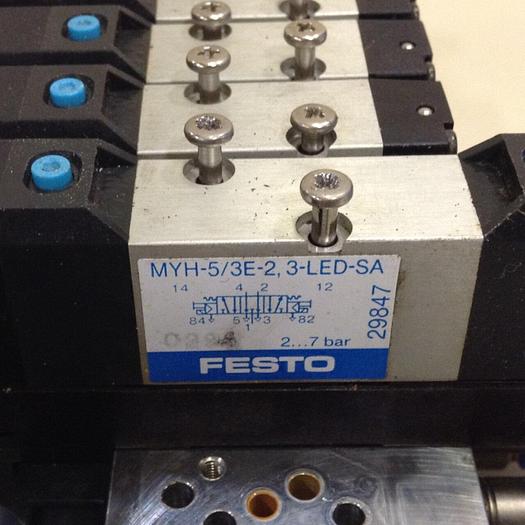 MYH-5/3E-2, 3-LED-SA
14 4 2 12
84 5 1 3 82
29847
2...7 bar
FESTO